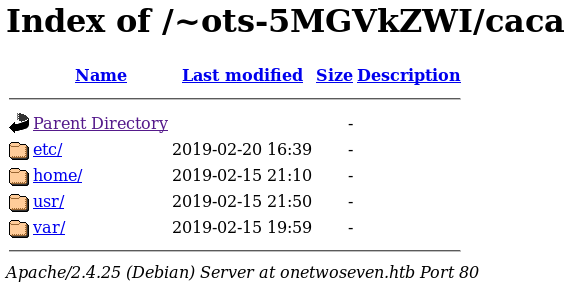 Index of /~ots-5MGVkZWI/caca
Name Last modified Size Description
Parent Directory -
etc/ 2019-02-20 16:39 -
home/ 2019-02-15 21:10 -
usr/ 2019-02-15 21:50 -
var/ 2019-02-15 19:59 -
Apache/2.4.25 (Debian) Server at onetwoseven.htb Port 80